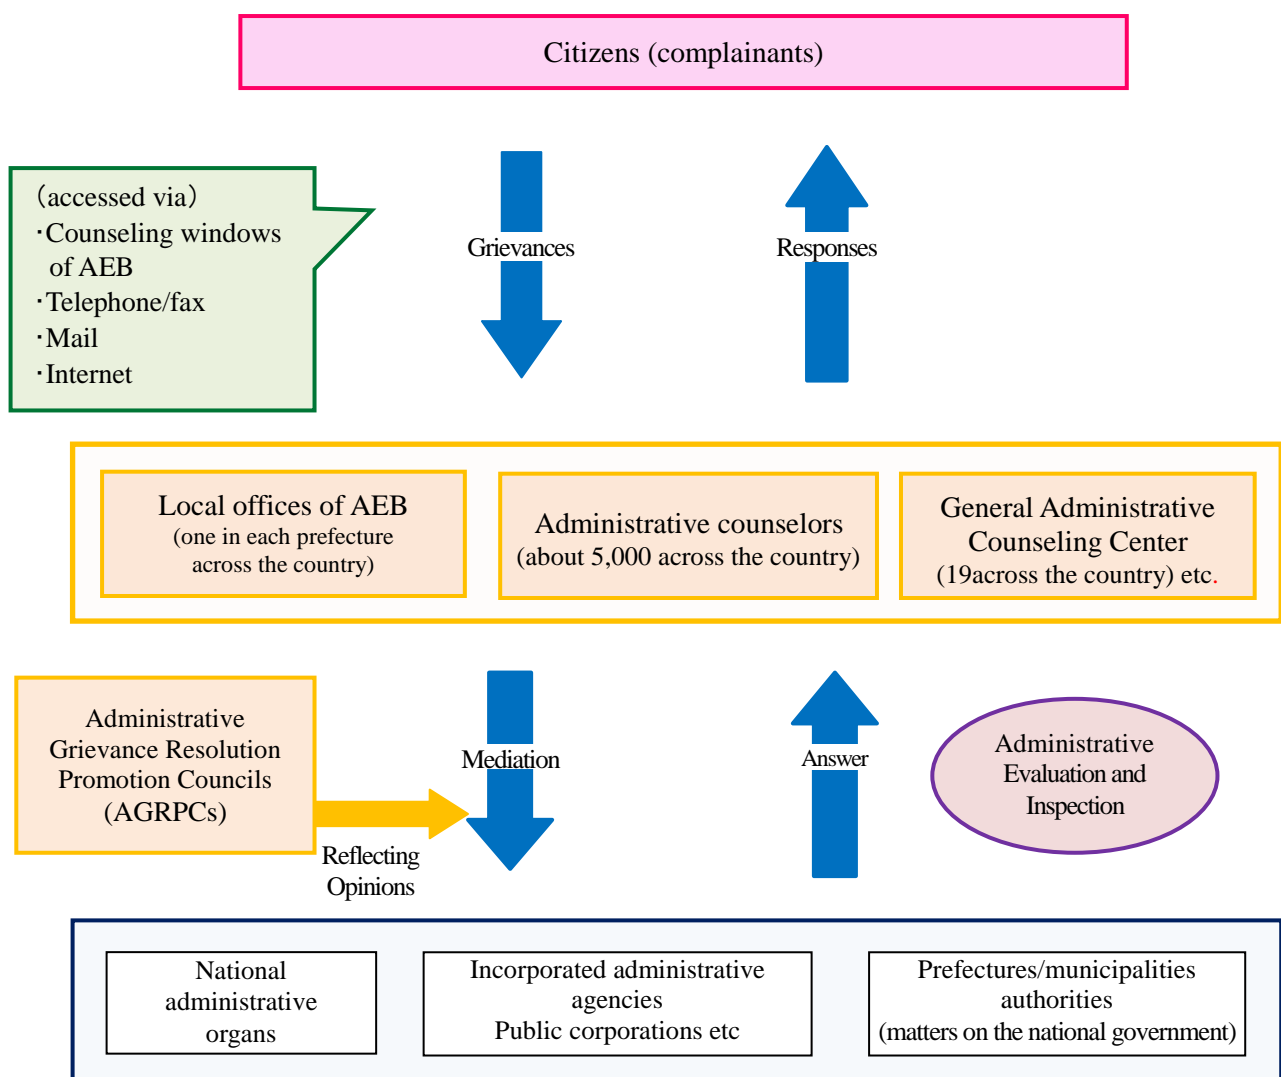 Citizens (complainants)
（accessed via）
・Counseling windows
of AEB
・Telephone/fax
・Mail
・Internet
Grievances
Responses
Local offices of AEB
(one in each prefecture
across the country)
Administrative counselors
(about 5,000 across the country)
General Administrative
Counseling Center
(19across the country) etc.
Administrative
Grievance Resolution
Promotion Councils
(AGRPCs)
Reflecting
Opinions
Mediation
Answer
Administrative
Evaluation and
Inspection
National
administrative
organs
Incorporated administrative
agencies
Public corporations etc
Prefectures/municipalities
authorities
(matters on the national government)